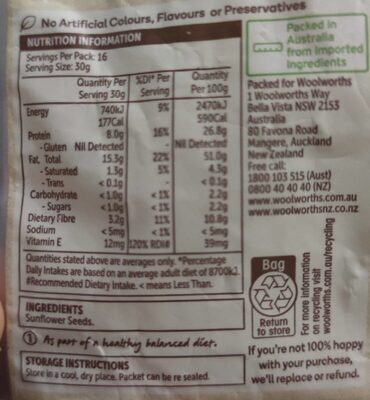 No Artificial Colours, Flavours or Preservatives
NUTRITION INFORMATION
Servings Per Pack: 16
Serving Size: 30g
Quantity Per Serving 30g %DI* Per Serving Quantity Per 100g
Energy 740kJ 9% 2470kJ
177Cal 590Cal
Protein 8.0g 16% 26.8g
-Gluten Nil Detected - Nil Detected
Fat, Total 15.3g 22% 51.0g
-Saturated 1.3g 5% 4.3g
-Trans <0.1g - <0.1g
Carbohydrate <1.0g <1% 2.2g
-Sugars <1.0g <1% 2.2g
Dietary Fibre 3.2g 11% 10.8g
Sodium <5mg <1% <5mg
Vitamin E 12mg 120% RDI# 39mg
Quantities stated above are averages only. *Percentage
Daily Intakes are based on an average adult diet of 8700kJ.
#Recommended Dietary Intake. < means Less Than.
INGREDIENTS
Sunflower Seeds.
As part of a healthy balanced diet.
STORAGE INSTRUCTIONS
Store in a cool, dry place. Packet can be re sealed.
Packed in
Australia
from imported
ingredients
Packed for Woolworths
1 Woolworths Way
Bella Vista NSW 2153
Australia
80 Favona Road
Mangere, Auckland
New Zealand
Free call:
1800 103 515 (Aust)
0800 40 40 40 (NZ)
www.woolworths.com.au
www.woolworthsnz.co.nz
Bag
Return
to store
For more information
on recycling visit
woolworths.com.au/recycling
If you're not 100% happy
with your purchase,
we'll replace or refund.